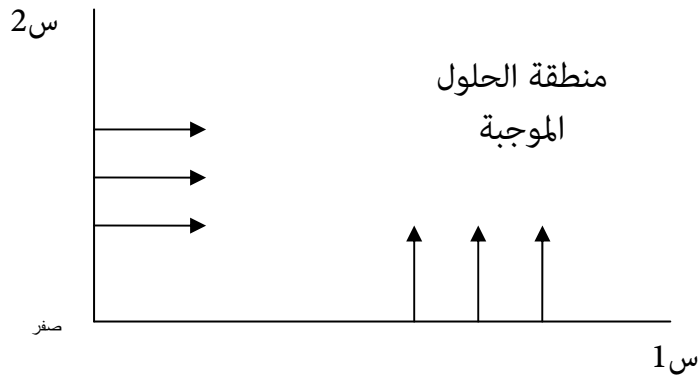 س2
منطقة الحلول
الموجبة
صفر
س1